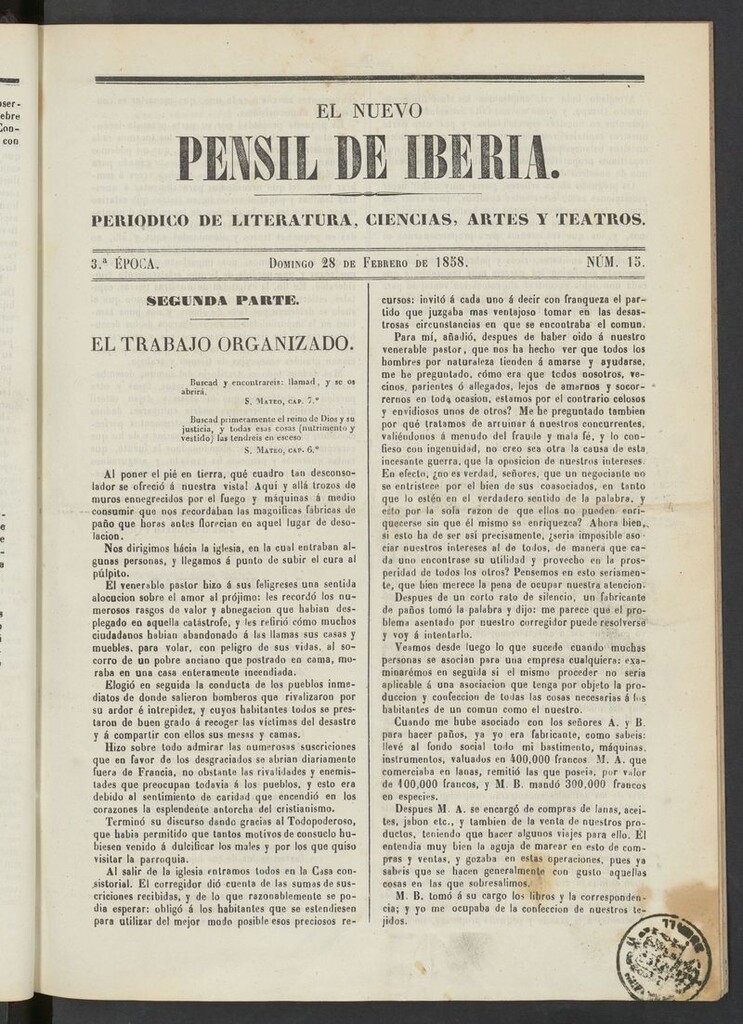 EL NUEVO
PENSIL DE IBERIA.
PERIODICO DE LITERATURA, CIENCIAS, ARTES Y TEATROS.
3.ª ÉPOCA.
DOMINGO 28 DE FEBRERO DE 1858.
NÚM. 15.
SEGUNDA PARTE.
EL TRABAJO ORGANIZADO.
Buscad y encontrareis: llamad, y se os
abrirá.
S. MATEO, CAP. 7.º
Buscad primeramente el reino de Dios y su
justicia, y todas esas cosas (nutrimento y
vestido) las tendreis en esceso
S. MATEO, CAP. 6.º
Al poner el pié en tierra, qué cuadro tan desconso-
lador se ofreció á nuestra vista! Aqui y allá trozos de
muros ennegrecidos por el fuego y máquinas á medio
consumir que nos recordaban las magnificas fábricas de
paño que horas antes florecian en aquel lugar de deso-
lacion.
Nos dirigimos hácia la iglesia, en la cual entraban al-
gunas personas, y llegamos á punto de subir el cura al
púlpito.
El venerable pastor hizo á sus feligreses una sentida
alocucion sobre el amor al prójimo: les recordó los nu-
merosos rasgos de valor y abnegacion que habian des-
plegado en aquella catástrofe, y les refirió cómo muchos
ciudadanos habian abandonado á las llamas sus casas y
muebles, para volar, con peligro de sus vidas, al so-
corro de un pobre anciano que postrado en cama, mo-
raba en una casa enteramente incendiada.
Elogió en seguida la conducta de los pueblos inme-
diatos de donde salieron bomberos que rivalizaron por
su ardor é intrepidez, y cuyos habitantes todos se pres-
taron de buen grado á recoger las víctimas del desastre
y á compartir con ellos sus mesas y camas.
Hizo sobre todo admirar las numerosas suscriciones
que en favor de los desgraciados se abrian diariamente
fuera de Francia, no obstante las rivalidades y enemis-
tades que preocupan todavia á los pueblos, y esto era
debido al sentimiento de caridad que encendió en los
corazones la esplendente antorcha del cristianismo.
Terminó su discurso dando gracias al Todopoderoso,
que habia permitido que tantos motivos de consuelo hu-
biesen venido á dulcificar los males y por los que quiso
visitar la parroquia.
Al salir de la iglesia entramos todos en la Casa con-
sistorial. El corregidor dió cuenta de las sumas de sus-
criciones recibidas, y de lo que razonablemente se po-
dia esperar: obligó á los habitantes que se estendiesen
para utilizar del mejor modo posible esos preciosos re-
cursos: invitó á cada uno á decir con franqueza el par-
tido que juzgaba mas ventajoso tomar en las desas-
trosas circunstancias en que se encontraba el comun.
Para mí, añadió, despues de haber oido á nuestro
venerable pastor, que nos ha hecho ver que todos los
hombres por naturaleza tienden á amarse y ayudarse,
me he preguntado, cómo era que todos nosotros, ve-
cinos, parientes ó allegados, lejos de amarnos y socor-
rernos en toda ocasion, estamos por el contrario celosos
y envidiosos unos de otros? Me he preguntado tambien
por qué tratamos de arruinar á nuestros concurrentes,
valiéndonos á menudo del fraude y mala fé, y lo con-
fieso con ingenuidad, no creo sea otra la causa de esta
incesante guerra, que la oposicion de nuestros intereses.
En efecto, ¿no es verdad, señores, que un negociante no
se entristece por el bien de sus coasociados, en tanto
que lo estén en el verdadero sentido de la palabra, y
esto por la sola razon de que ellos no pueden enri-
quecerse sin que él mismo se enriquezca? Ahora bien,
si esto ha de ser asi precisamente, ¿seria imposible aso-
ciar nuestros intereses al de todos, de manera que ca-
da uno encontrase su utilidad y provecho en la pros-
peridad de todos los otros? Pensemos en esto seriamen-
te, que bien merece la pena de ocupar nuestra atencion.
Despues de un corto rato de silencio, un fabricante
de paños tomó la palabra y dijo: me parece que el pro-
blema asentado por nuestro corregidor puede resolverse
y voy á intentarlo.
Veamos desde luego lo que sucede cuando muchas
personas se asocian para una empresa cualquiera: exa-
minarémos en seguida si el mismo proceder no seria
aplicable á una asociacion que tenga por objeto la pro-
duccion y confeccion de todas las cosas necesarias á los
habitantes de un comun como el nuestro.
Cuando me hube asociado con los señores A. y B.
para hacer paños, ya yo era fabricante, como sabeis:
llevé al fondo social todo mi bastimento, máquinas,
instrumentos, valuados en 400,000 francos. M. A. que
comerciaba en lanas, remitió las que poseia, por valor
de 100,000 francos, y M. B. mandó 300,000 francos
en especies.
Despues M. A. se encargó de compras de lanas, acei-
tes, jabon etc., y tambien de la venta de nuestros pro-
ductos, teniendo que hacer algunos viajes para ello. Él
entendia muy bien la aguja de marear en esto de com-
pras y ventas, y gozaba en estas operaciones, pues ya
sabeis que se hacen generalmente con gusto aquellas
cosas en las que sobresalimos.
M. B. tomó á su cargo los libros y la corresponden-
cia; y yo me ocupaba de la confeccion de nuestros te-
jidos.